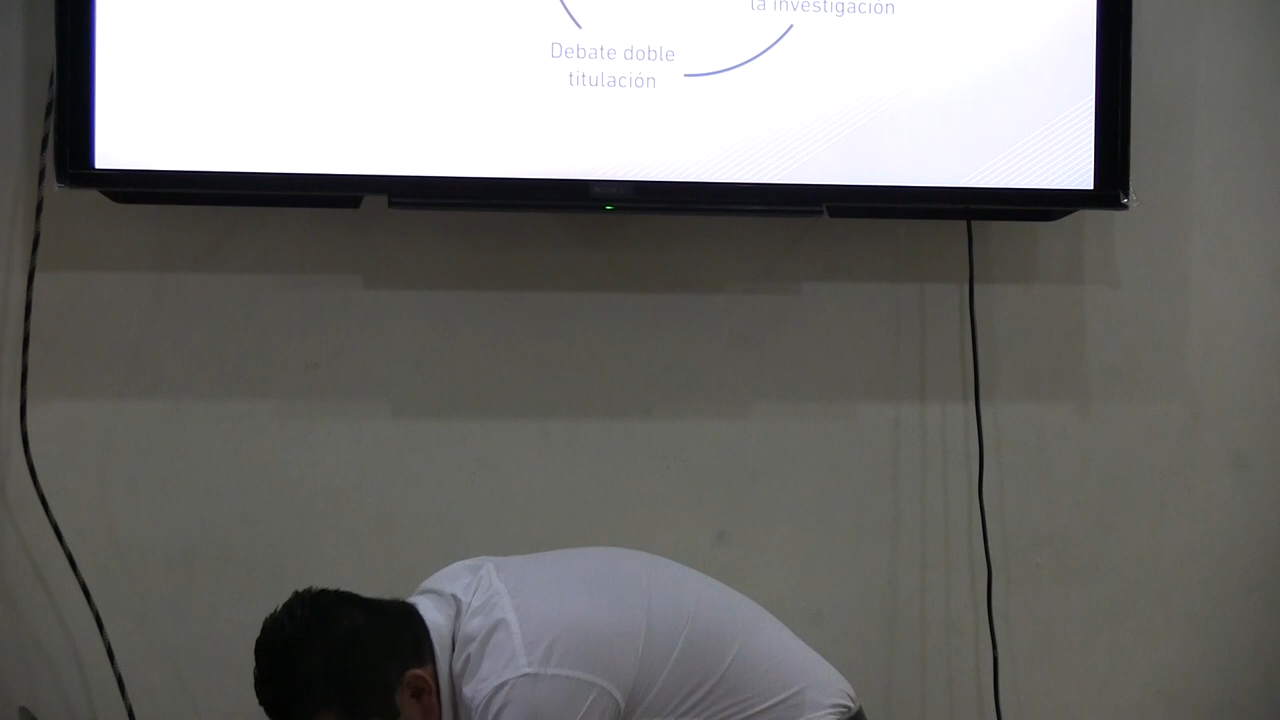 la investigación
Debate doble
titulación